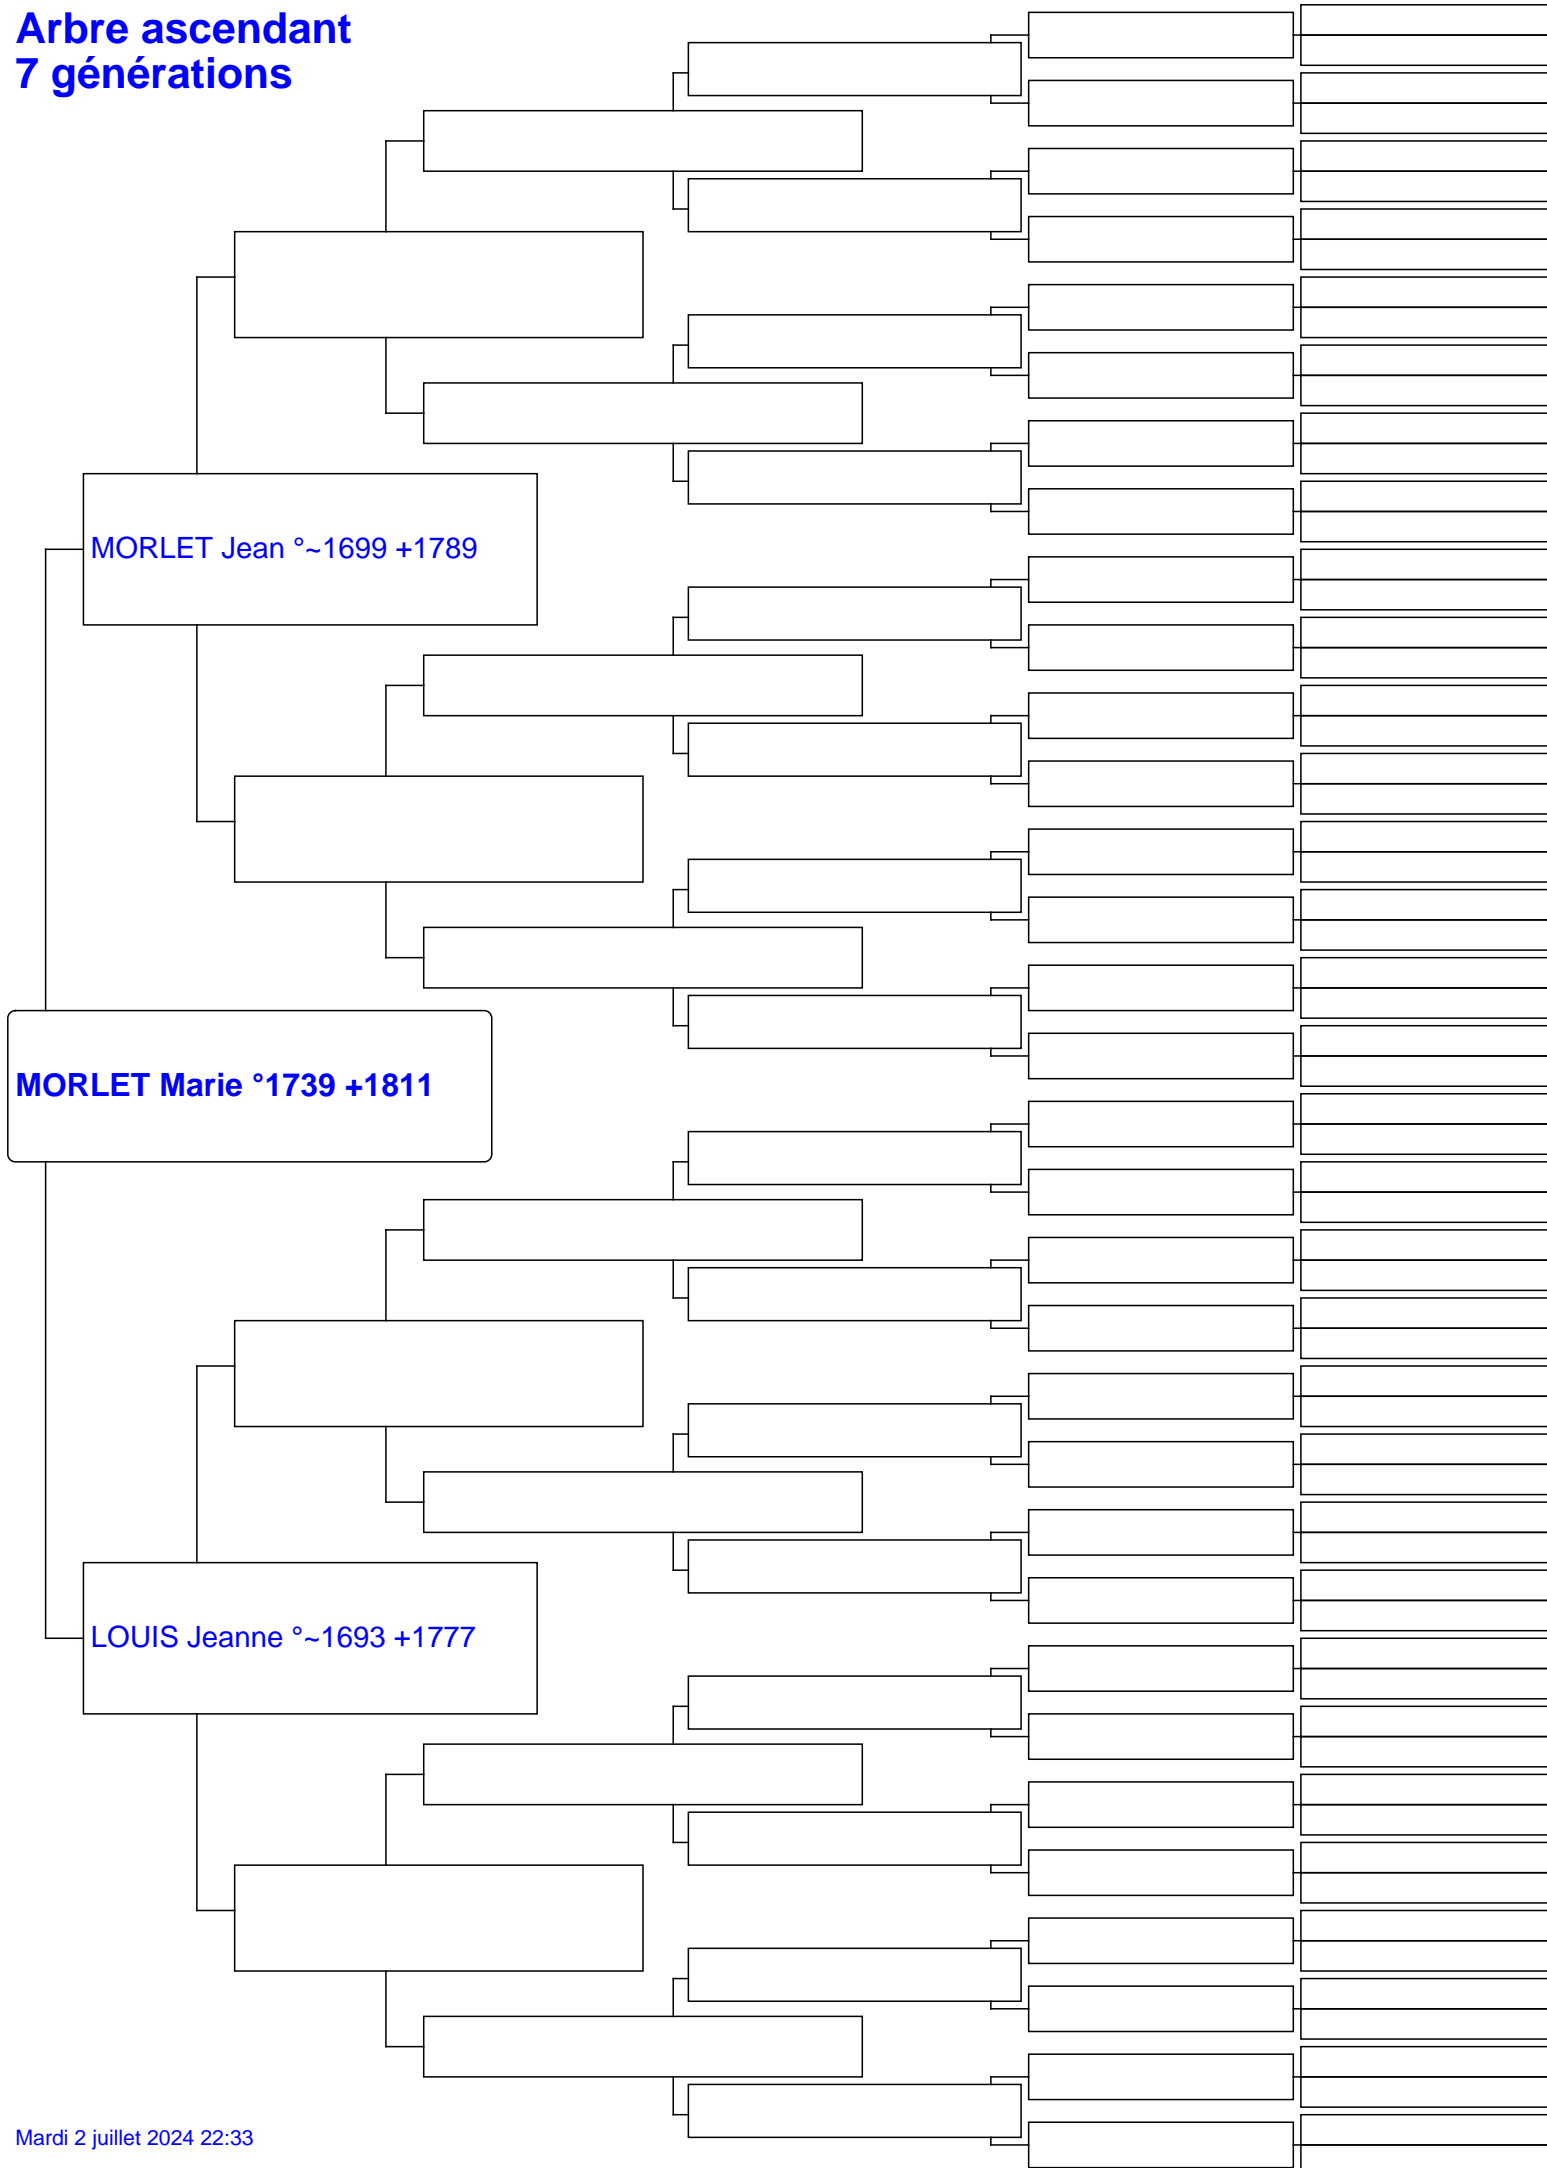 Arbre ascendant
7 générations
MORLET Jean °~1699 +1789
MORLET Marie °1739 +1811
LOUIS Jeanne °~1693 +1777
Mardi 2 juillet 2024 22:33